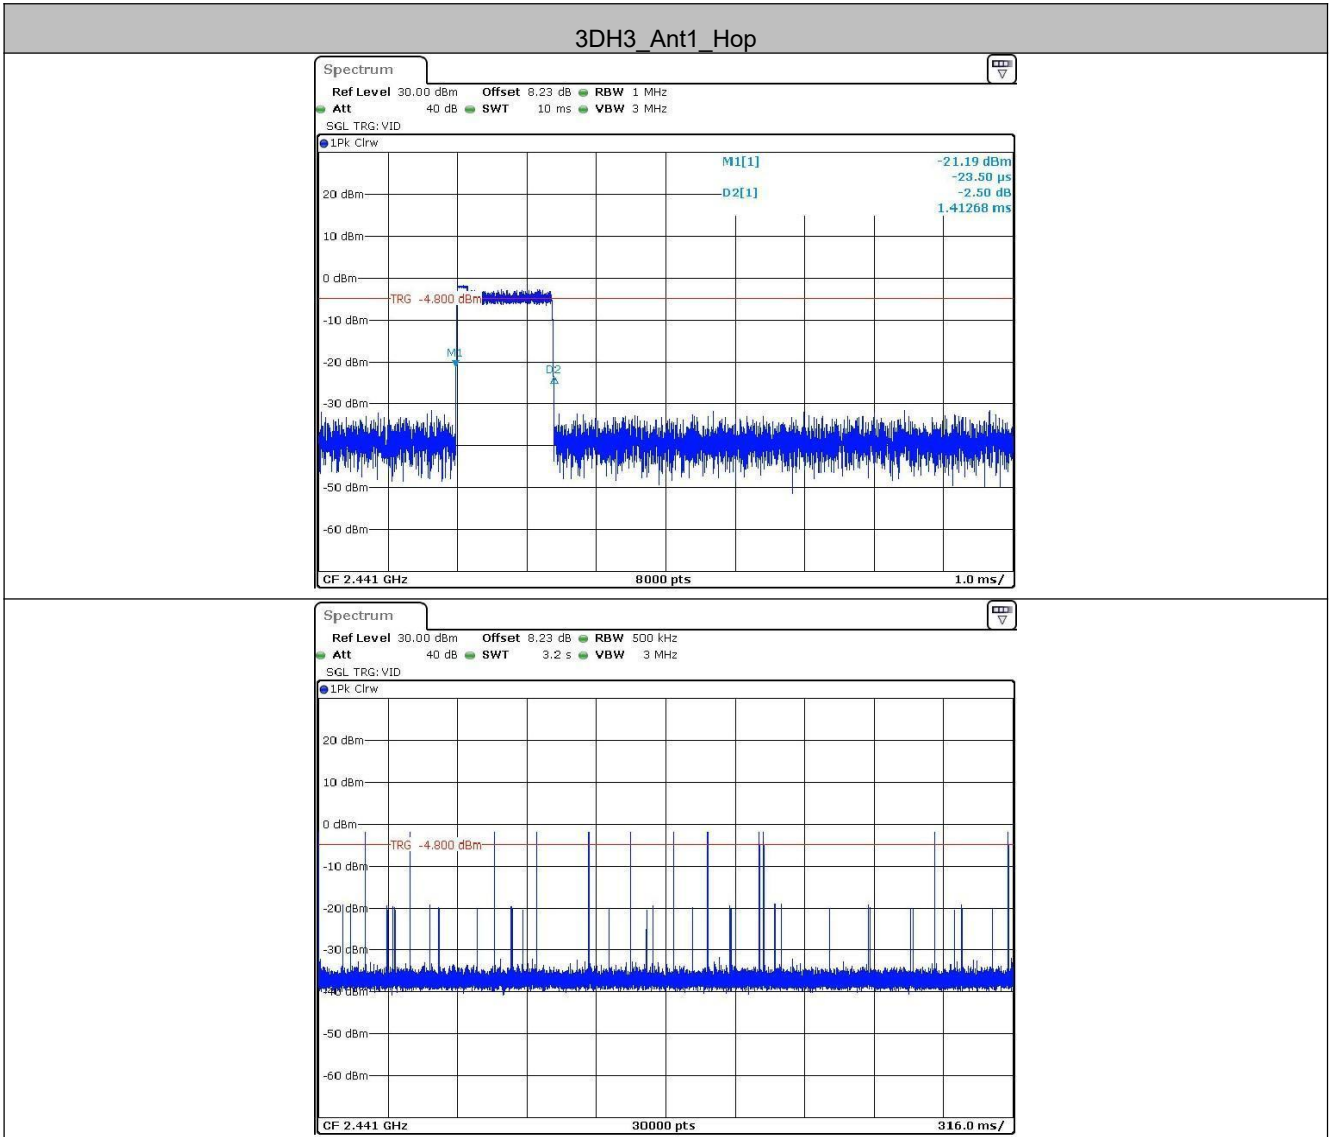 3DH3_Ant1_Hop
Spectrum
Ref Level 30.00 dBm Offset 8.23 dB RBW 1 MHz
Att 40 dB SWT 10 ms VBW 3 MHz
SGL TRG: VID
1Pk Clrw
M1[1] -21.19 dBm
-23.50 µs
20 dBm D2[1] -2.50 dB
1.41268 ms
10 dBm
0 dBm
TRG -4.800 dBm
-10 dBm
M1
-20 dBm
D2
-30 dBm
-50 dBm
-60 dBm
CF 2.441 GHz 8000 pts 1.0 ms/
Spectrum
Ref Level 30.00 dBm Offset 8.23 dB RBW 500 kHz
Att 40 dB SWT 3.2 s VBW 3 MHz
SGL TRG: VID
1Pk Clrw
20 dBm
10 dBm
0 dBm
TRG -4.800 dBm
-10 dBm
-20 dBm
-30 dBm
-40 dBm
-50 dBm
-60 dBm
CF 2.441 GHz 30000 pts 316.0 ms/